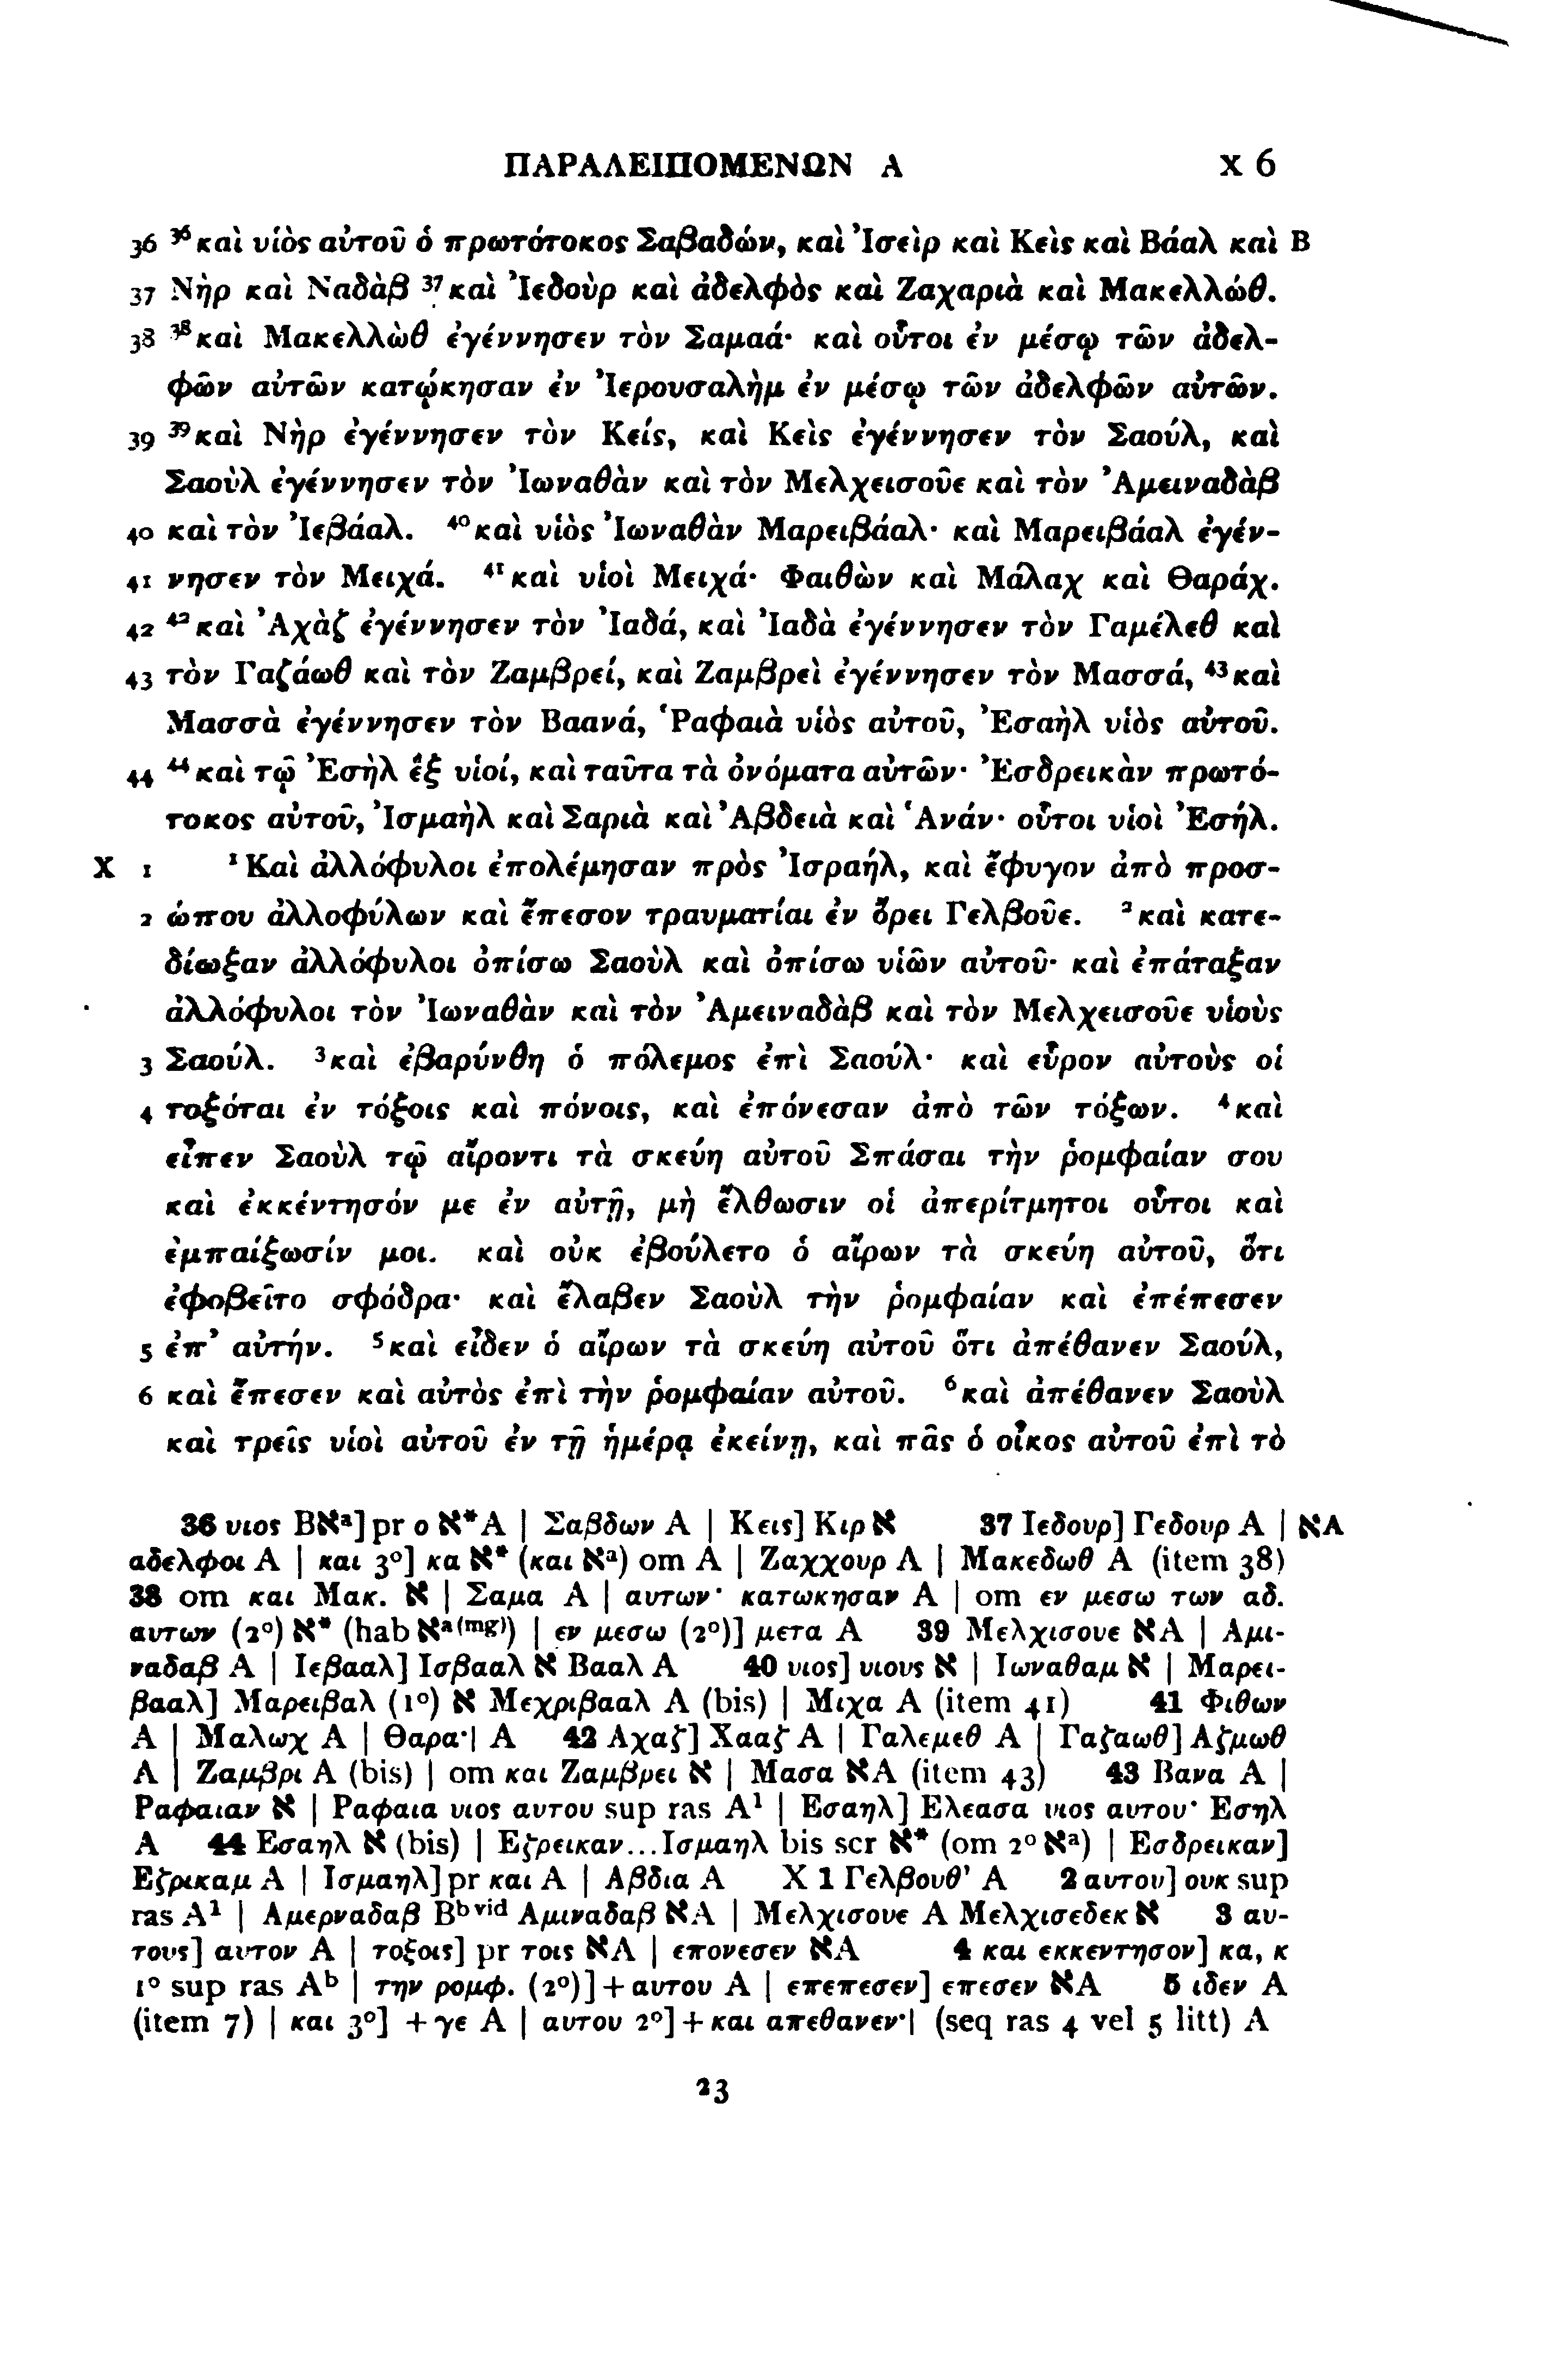 ΠΑΡΑΛΕΙΠΟΜΕΝΩΝ Α X 6
36 ³⁶καὶ υἱὸς αὐτοῦ ὁ πρωτότοκος Σαβαδών, καὶ Ἰσεὶρ καὶ Κεὶς καὶ Βάαλ καὶ B
37 Νὴρ καὶ Ναδὰβ ³⁷καὶ Ἰεδοὺρ καὶ ἀδελφὸς καὶ Ζαχαριὰ καὶ Μακελλώθ.
38 ³⁸καὶ Μακελλὼθ ἐγέννησεν τὸν Σαμαά· καὶ οὗτοι ἐν μέσῳ τῶν ἀδελ-
φῶν αὐτῶν κατῴκησαν ἐν Ἰερουσαλὴμ ἐν μέσῳ τῶν ἀδελφῶν αὐτῶν.
39 ³⁹καὶ Νὴρ ἐγέννησεν τὸν Κείς, καὶ Κεὶς ἐγέννησεν τὸν Σαούλ, καὶ
Σαοὺλ ἐγέννησεν τὸν Ἰωναθὰν καὶ τὸν Μελχεισοῦε καὶ τὸν Ἀμειναδὰβ
40 καὶ τὸν Ἰεβάαλ. ⁴⁰καὶ υἱὸς Ἰωναθὰν Μαρειβάαλ· καὶ Μαρειβάαλ ἐγέν-
41 νησεν τὸν Μειχά. ⁴¹καὶ υἱοὶ Μειχά· Φαιθὼν καὶ Μάλαχ καὶ Θαράχ.
42 ⁴²καὶ Ἀχὰζ ἐγέννησεν τὸν Ἰαδά, καὶ Ἰαδὰ ἐγέννησεν τὸν Γαμέλεθ καὶ
43 τὸν Γαζάωθ καὶ τὸν Ζαμβρεί, καὶ Ζαμβρεὶ ἐγέννησεν τὸν Μασσά, ⁴³καὶ
Μασσὰ ἐγέννησεν τὸν Βαανά, Ῥαφαιὰ υἱὸς αὐτοῦ, Ἐσαὴλ υἱὸς αὐτοῦ.
44 ⁴⁴καὶ τῷ Ἐσὴλ ἓξ υἱοί, καὶ ταῦτα τὰ ὀνόματα αὐτῶν· Ἐσδρεικὰν πρωτό-
τοκος αὐτοῦ, Ἰσμαὴλ καὶ Σαριὰ καὶ Ἀβδειὰ καὶ Ἁνάν· οὗτοι υἱοὶ Ἐσήλ.
X 1 ¹Καὶ ἀλλόφυλοι ἐπολέμησαν πρὸς Ἰσραήλ, καὶ ἔφυγον ἀπὸ προσ-
2 ώπου ἀλλοφύλων καὶ ἔπεσον τραυματίαι ἐν ὄρει Γελβοῦε. ²καὶ κατε-
δίωξαν ἀλλόφυλοι ὀπίσω Σαοὺλ καὶ ὀπίσω υἱῶν αὐτοῦ· καὶ ἐπάταξαν
ἀλλόφυλοι τὸν Ἰωναθὰν καὶ τὸν Ἀμειναδὰβ καὶ τὸν Μελχεισοῦε υἱοὺς
3 Σαούλ. ³καὶ ἐβαρύνθη ὁ πόλεμος ἐπὶ Σαούλ· καὶ εὗρον αὐτοὺς οἱ
4 τοξόται ἐν τόξοις καὶ πόνοις, καὶ ἐπόνεσαν ἀπὸ τῶν τόξων. ⁴καὶ
εἶπεν Σαοὺλ τῷ αἴροντι τὰ σκεύη αὐτοῦ Σπάσαι τὴν ῥομφαίαν σου
καὶ ἐκκέντησόν με ἐν αὐτῇ, μὴ ἔλθωσιν οἱ ἀπερίτμητοι οὗτοι καὶ
ἐμπαίξωσίν μοι. καὶ οὐκ ἐβούλετο ὁ αἴρων τὰ σκεύη αὐτοῦ, ὅτι
ἐφοβεῖτο σφόδρα· καὶ ἔλαβεν Σαοὺλ τὴν ῥομφαίαν καὶ ἐπέπεσεν
5 ἐπ᾽ αὐτήν. ⁵καὶ εἶδεν ὁ αἴρων τὰ σκεύη αὐτοῦ ὅτι ἀπέθανεν Σαούλ,
6 καὶ ἔπεσεν καὶ αὐτὸς ἐπὶ τὴν ῥομφαίαν αὐτοῦ. ⁶καὶ ἀπέθανεν Σαοὺλ
καὶ τρεῖς υἱοὶ αὐτοῦ ἐν τῇ ἡμέρᾳ ἐκείνῃ, καὶ πᾶς ὁ οἶκος αὐτοῦ ἐπὶ τὸ
36 υιος Bאᵃ] pr ο א*A | Σαβδων A | Κεις] Κιρ א 37 Ιεδουρ] Γεδουρ A | אA
αδελφοι A | και 3⁰] κα א* (και אᵃ) om A | Ζαχχουρ A | Μακεδωθ A (item 38)
38 om και Μακ. א | Σαμα A | αυτων· κατωκησαν A | om εν μεσω των αδ.
αυτων (2⁰) א* (hab אᵃ⁽ᵐᵍ⁾) | εν μεσω (2⁰)] μετα A 39 Μελχισουε אA | Αμι-
ναδαβ A | Ιεβααλ] Ισβααλ א Βααλ A 40 υιος] υιους א | Ιωναθαμ א | Μαρει-
βααλ] Μαρειβαλ (1⁰) א Μεχριβααλ A (bis) | Μιχα A (item 41) 41 Φιθων
A | Μαλωχ A | Θαρα·| A 42 Αχαζ] Χααζ A | Γαλεμεθ A | Γαζαωθ] Αζμωθ
A | Ζαμβρι A (bis) | om και Ζαμβρει א | Μασα אA (item 43) 43 Βανα A |
Ραφαιαν א | Ραφαια υιος αυτου sup ras A¹ | Εσαηλ] Ελεασα υιος αυτου· Εσηλ
A 44 Εσαηλ א (bis) | Εζρεικαν...Ισμαηλ bis scr א* (om 2⁰ אᵃ) | Εσδρεικαν]
Εζρικαμ A | Ισμαηλ] pr και A | Αβδια A X 1 Γελβουθ’ A 2 αυτου] ουκ sup
ras A¹ | Αμερναδαβ Bᵇᵛⁱᵈ Αμιναδαβ אA | Μελχισουε A Μελχισεδεκ א 3 αυ-
τους] αυτον A | τοξοις] pr τοις אA | επονεσεν אA 4 και εκκεντησον] κα, κ
1⁰ sup ras Aᵇ | την ρομφ. (2⁰)]+αυτου A | επεπεσεν] επεσεν אA 5 ιδεν A
(item 7) | και 3⁰] +γε A | αυτου 2⁰]+και απεθανεν·| (seq ras 4 vel 5 litt) A
23